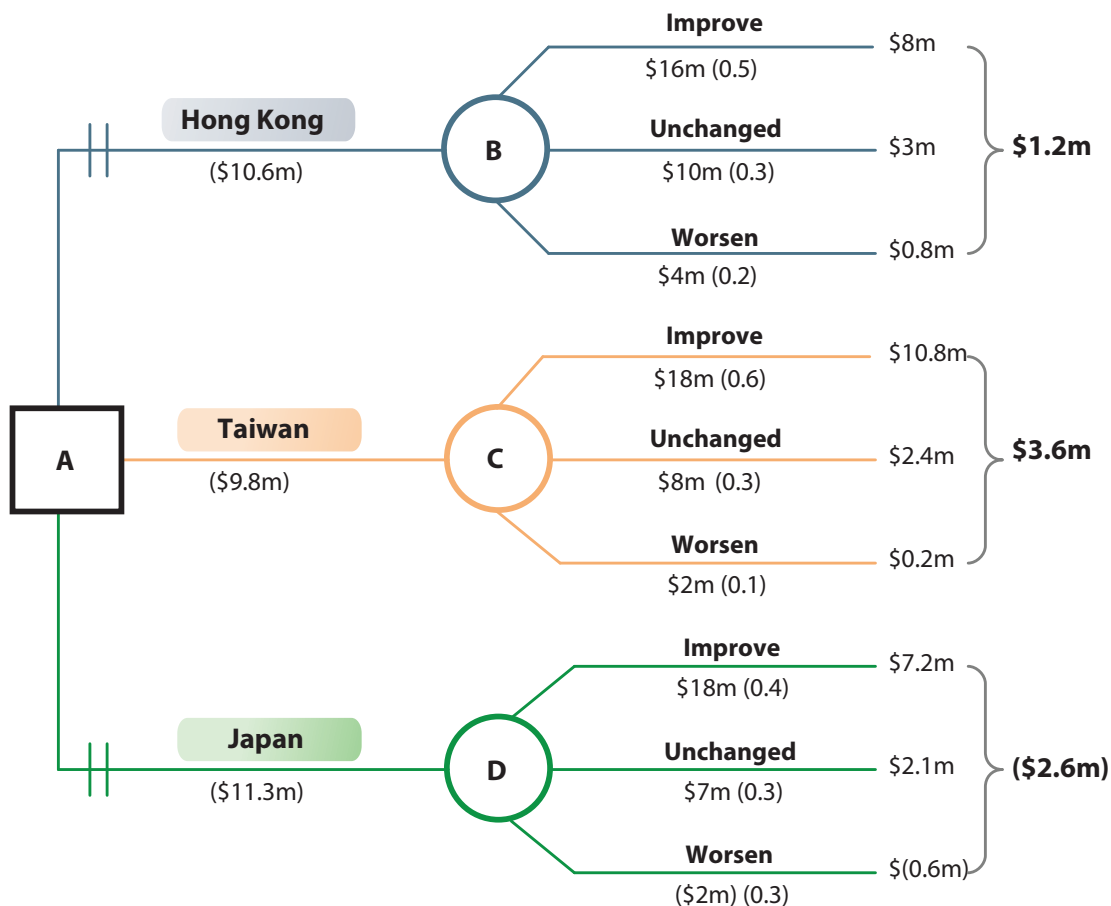 Improve
$8m
$16m (0.5)
Hong Kong
Unchanged
B
$3m
$1.2m
($10.6m)
$10m (0.3)
Worsen
$0.8m
$4m (0.2)
Improve
$10.8m
$18m (0.6)
Taiwan
Unchanged
A
C
$2.4m
$3.6m
($9.8m)
$8m (0.3)
Worsen
$0.2m
$2m (0.1)
Improve
$7.2m
$18m (0.4)
Japan
Unchanged
D
$2.1m
($2.6m)
($11.3m)
$7m (0.3)
Worsen
$(0.6m)
($2m) (0.3)